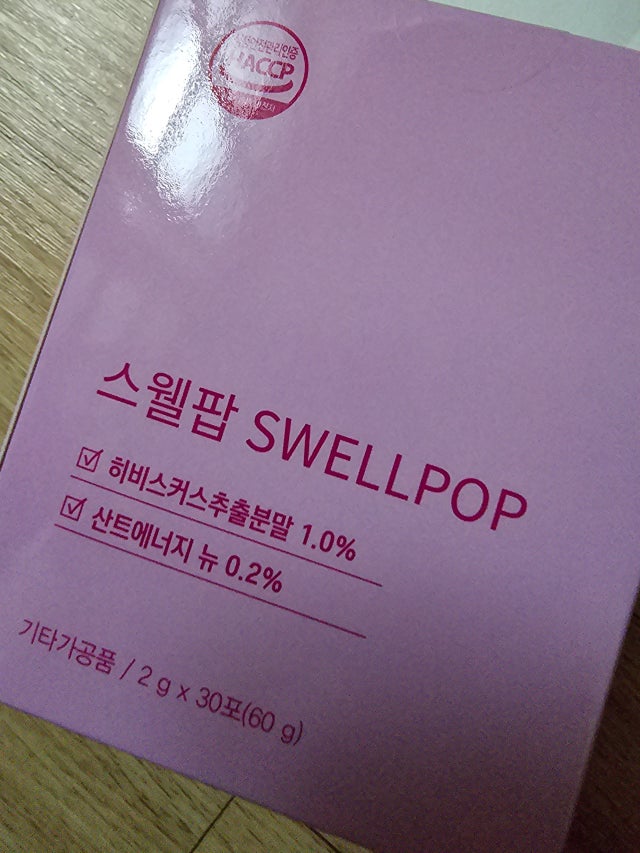 HACCP
스웰팝 SWELLPOP
허비스커스추출분말 1.0%
산트에너지 뉴 0.2%
기타가공품 / 2 g x 30포(60 g)